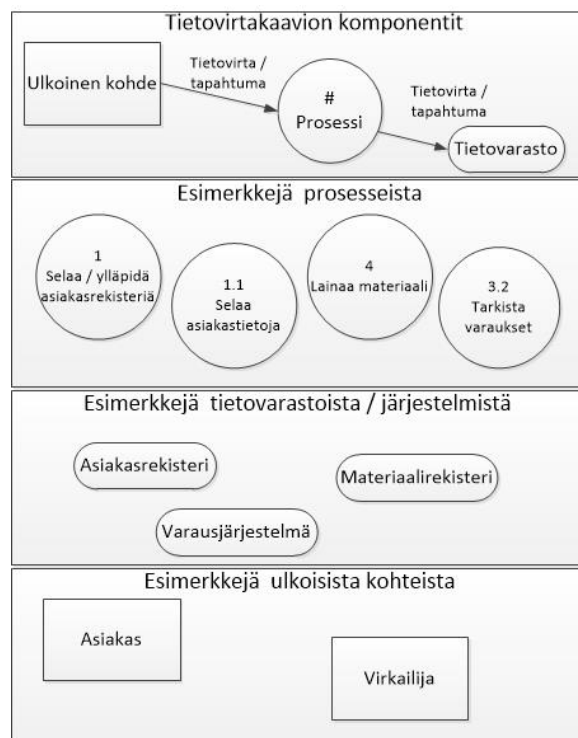 Tietovirtakaavion komponentit
Ulkoinen kohde
Tietovirta /
tapahtuma
#
Prosessi
Tietovirta /
tapahtuma
Tietovarasto
Esimerkkejä prosesseista
1
Selaa / ylläpidä
asiakasrekisteriä
1.1
Selaa
asiakastietoja
4
Lainaa materiaali
3.2
Tarkista
varaukset
Esimerkkejä tietovarastoista / järjestelmistä
Asiakasrekisteri
Materiaalirekisteri
Varausjärjestelmä
Esimerkkejä ulkoisista kohteista
Asiakas
Virkailija